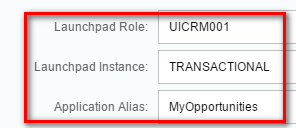 Launchpad Role: UICRM001
Launchpad Instance: TRANSACTIONAL
Application Alias: MyOpportunities